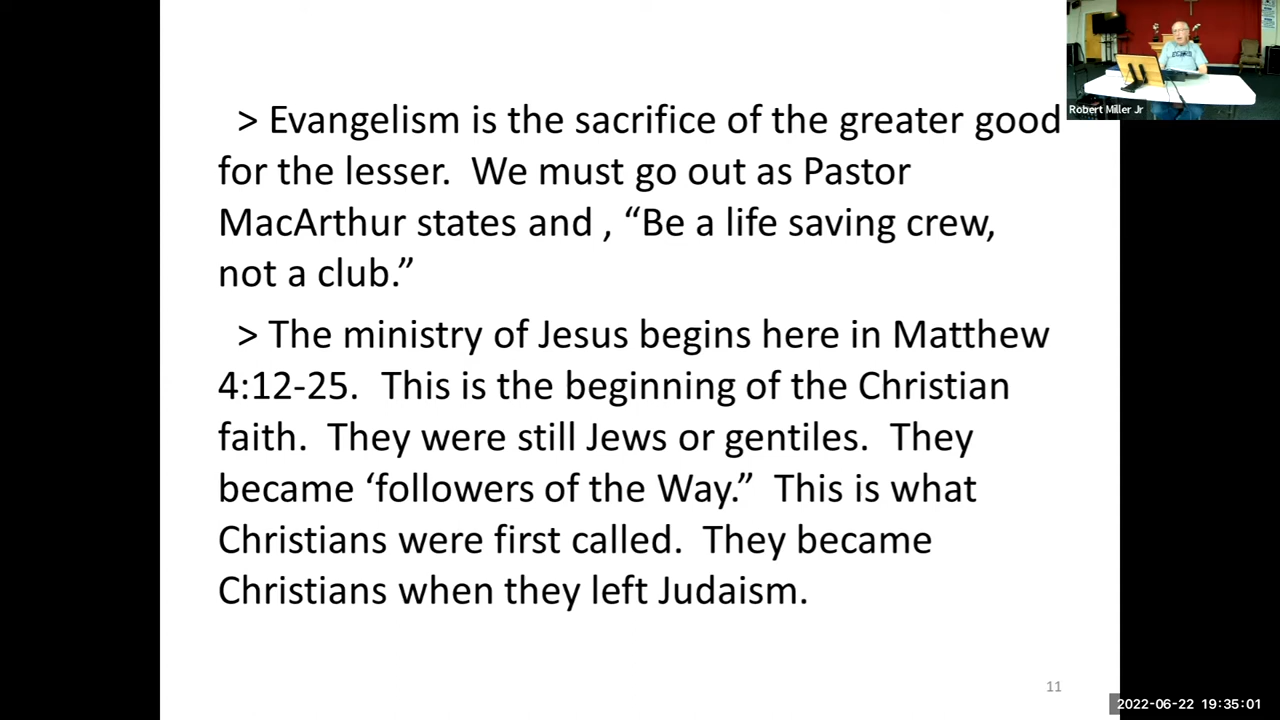 > Evangelism is the sacrifice of the greater good
for the lesser.  We must go out as Pastor
MacArthur states and , “Be a life saving crew,
not a club.”
> The ministry of Jesus begins here in Matthew
4:12-25.  This is the beginning of the Christian
faith.  They were still Jews or gentiles.  They
became ‘followers of the Way.”  This is what
Christians were first called.  They became
Christians when they left Judaism.
11
Robert Miller Jr
2022-06-22 19:35:01